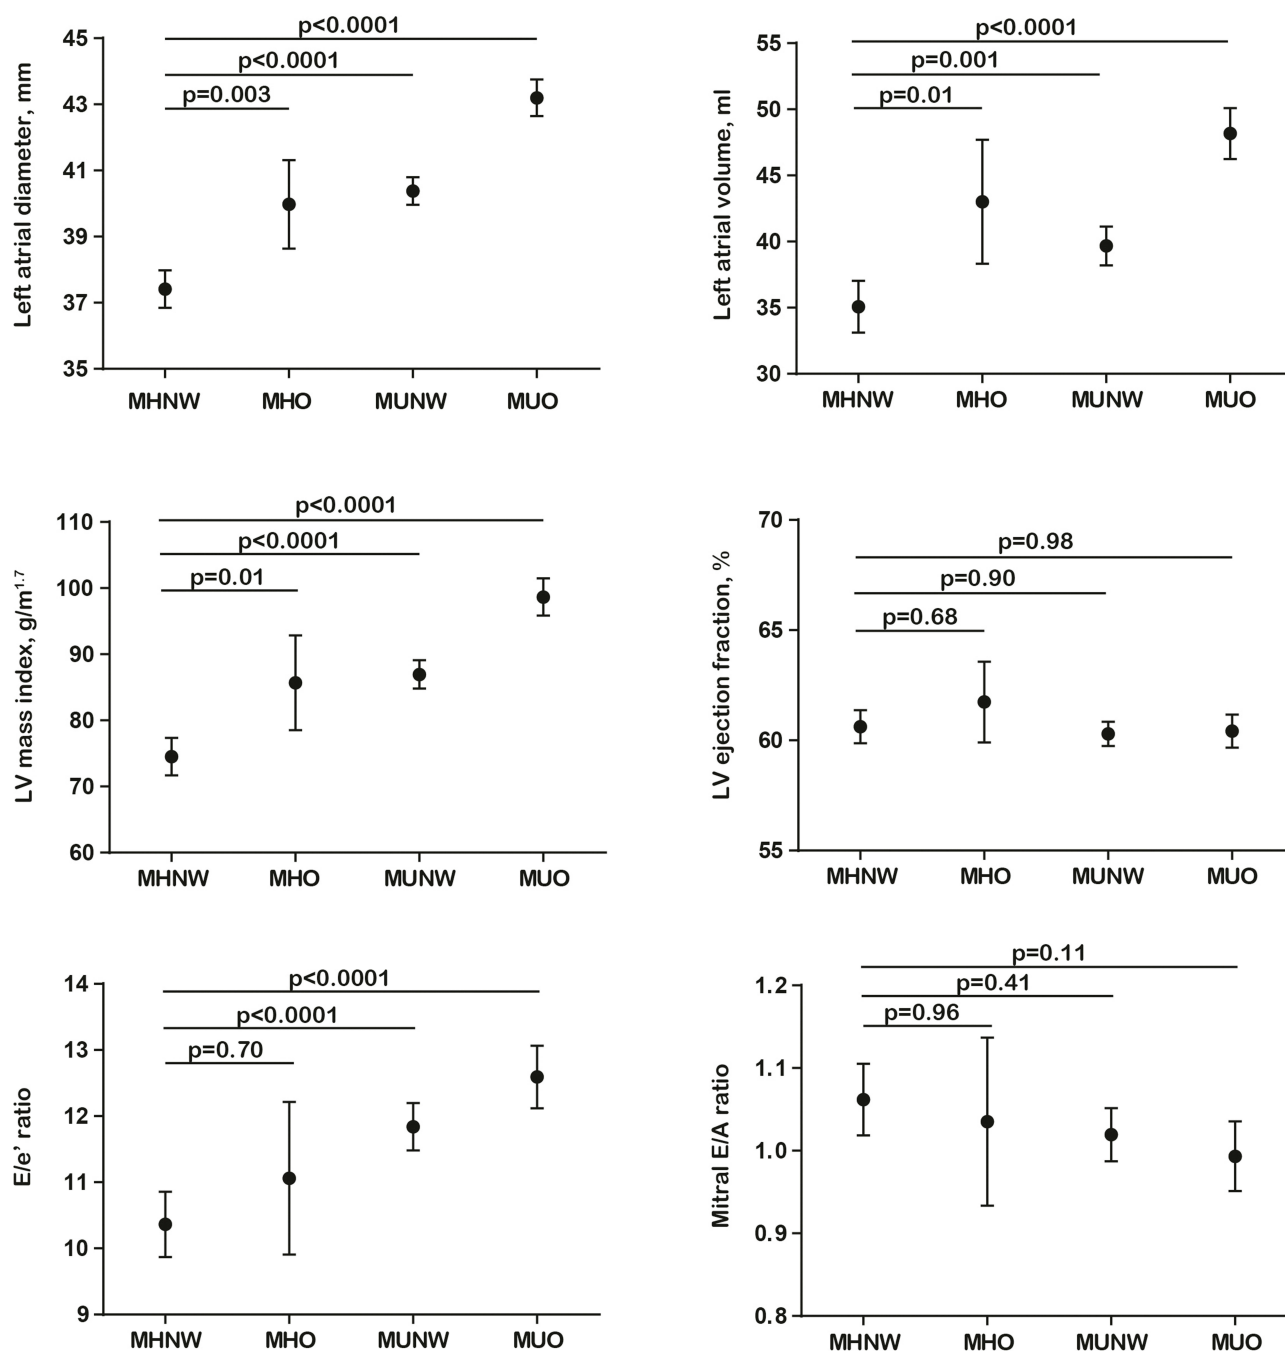 p<0.0001
p<0.0001
p=0.003
45
43
41
39
37
35
Left atrial diameter, mm
MHNW MHO MUNW MUO
p<0.0001
p=0.001
p=0.01
55
50
45
40
35
30
Left atrial volume, ml
MHNW MHO MUNW MUO
p<0.0001
p<0.0001
p=0.01
110
100
90
80
70
60
LV mass index, g/m1.7
MHNW MHO MUNW MUO
p=0.98
p=0.90
p=0.68
70
65
60
55
LV ejection fraction, %
MHNW MHO MUNW MUO
p<0.0001
p<0.0001
p=0.70
14
13
12
11
10
9
E/e’ ratio
MHNW MHO MUNW MUO
p=0.11
p=0.41
p=0.96
1.2
1.1
1.0
0.9
0.8
Mitral E/A ratio
MHNW MHO MUNW MUO